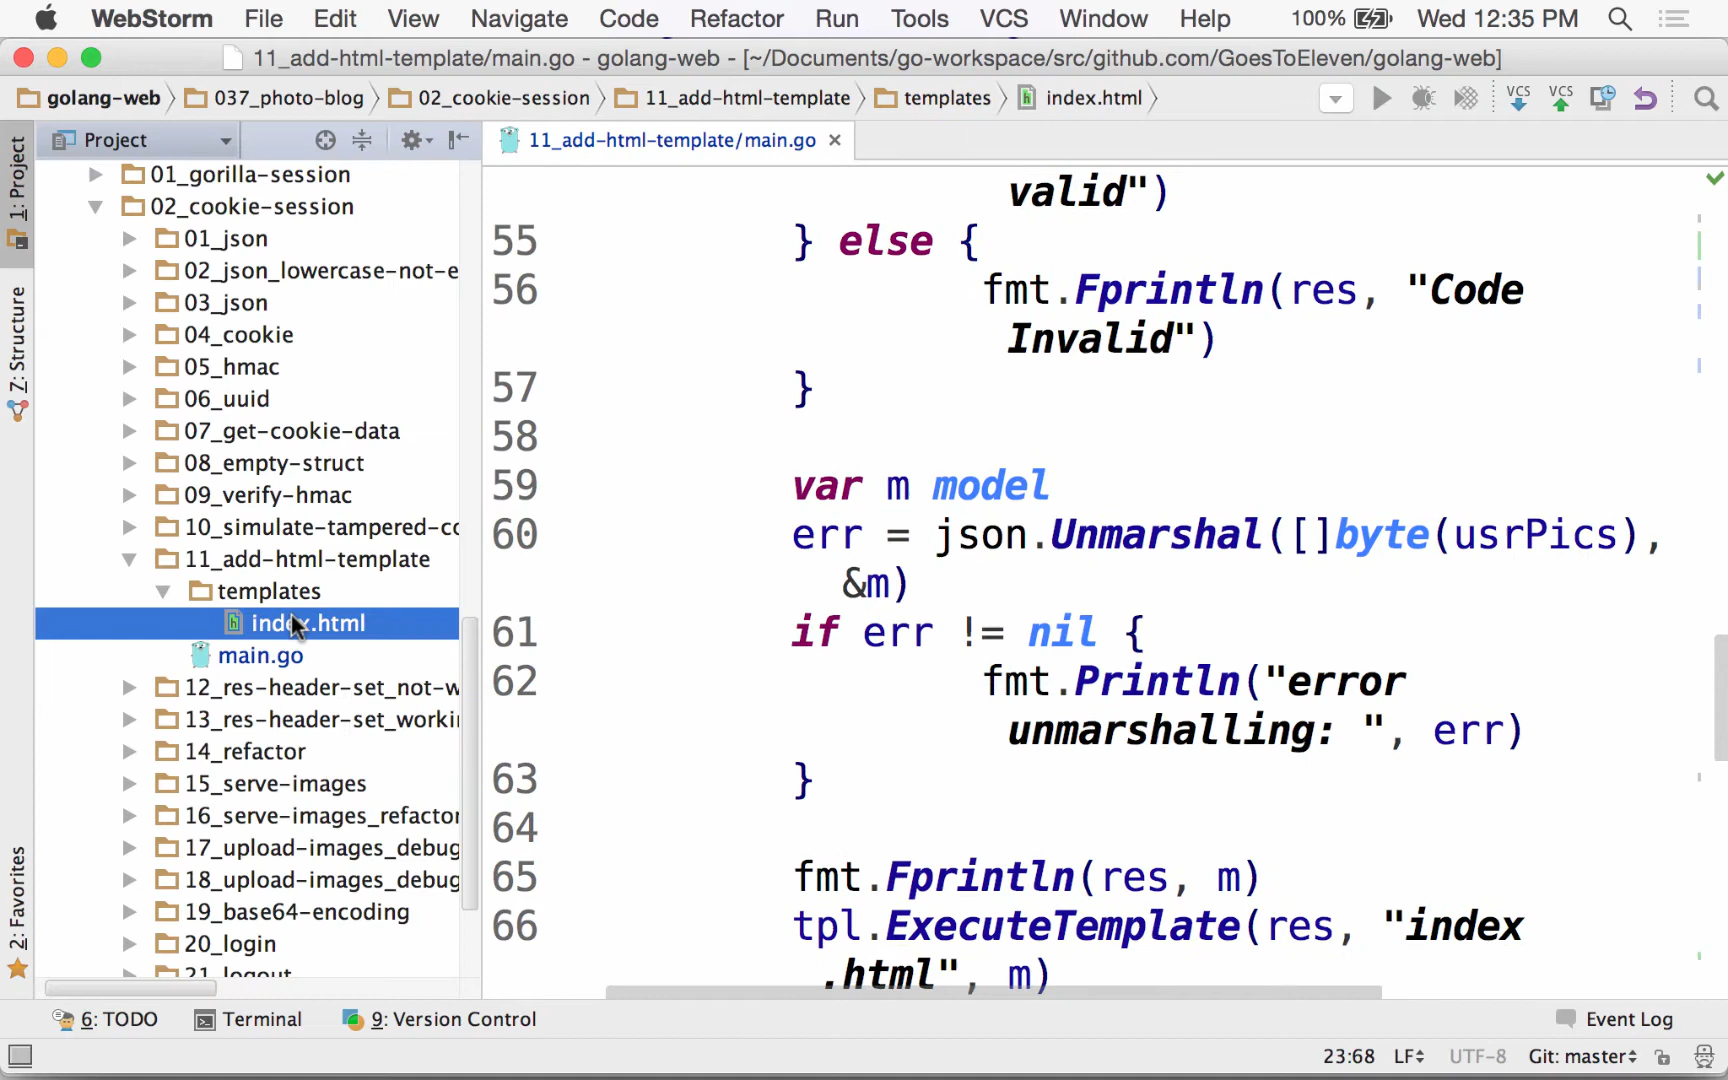 WebStorm File Edit View Navigate Code Refactor Run Tools VCS Window Help 100% Wed 12:35 PM
11_add-html-template/main.go - golang-web - [~/Documents/go-workspace/src/github.com/GoesToEleven/golang-web]
golang-web 037_photo-blog 02_cookie-session 11_add-html-template templates index.html VCS VCS
Project
11_add-html-template/main.go
1: Project
7: Structure
2: Favorites
01_gorilla-session
02_cookie-session
01_json
02_json_lowercase-not-e
03_json
04_cookie
05_hmac
06_uuid
07_get-cookie-data
08_empty-struct
09_verify-hmac
10_simulate-tampered-co
11_add-html-template
templates
index.html
main.go
12_res-header-set_not-w
13_res-header-set_worki
14_refactor
15_serve-images
16_serve-images_refactor
17_upload-images_debug
18_upload-images_debug
19_base64-encoding
20_login
21_logout
valid")
55 } else {
56 fmt.Fprintln(res, "Code
Invalid")
57 }
58
59 var m model
60 err = json.Unmarshal([]byte(usrPics),
&m)
61 if err != nil {
62 fmt.Println("error
unmarshalling: ", err)
63 }
64
65 fmt.Fprintln(res, m)
66 tpl.ExecuteTemplate(res, "index
.html", m)
6: TODO Terminal 9: Version Control Event Log
23:68 LF UTF-8 Git: master